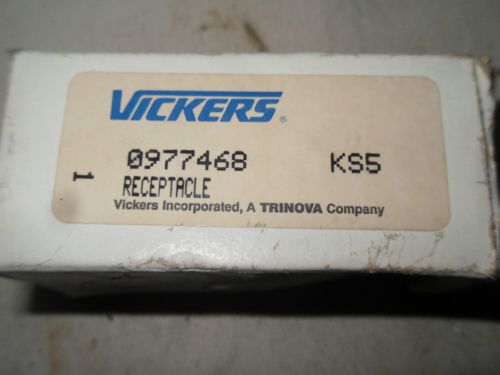 VICKERS®
0977468 KS5
1 RECEPTACLE
Vickers Incorporated, A TRINOVA Company